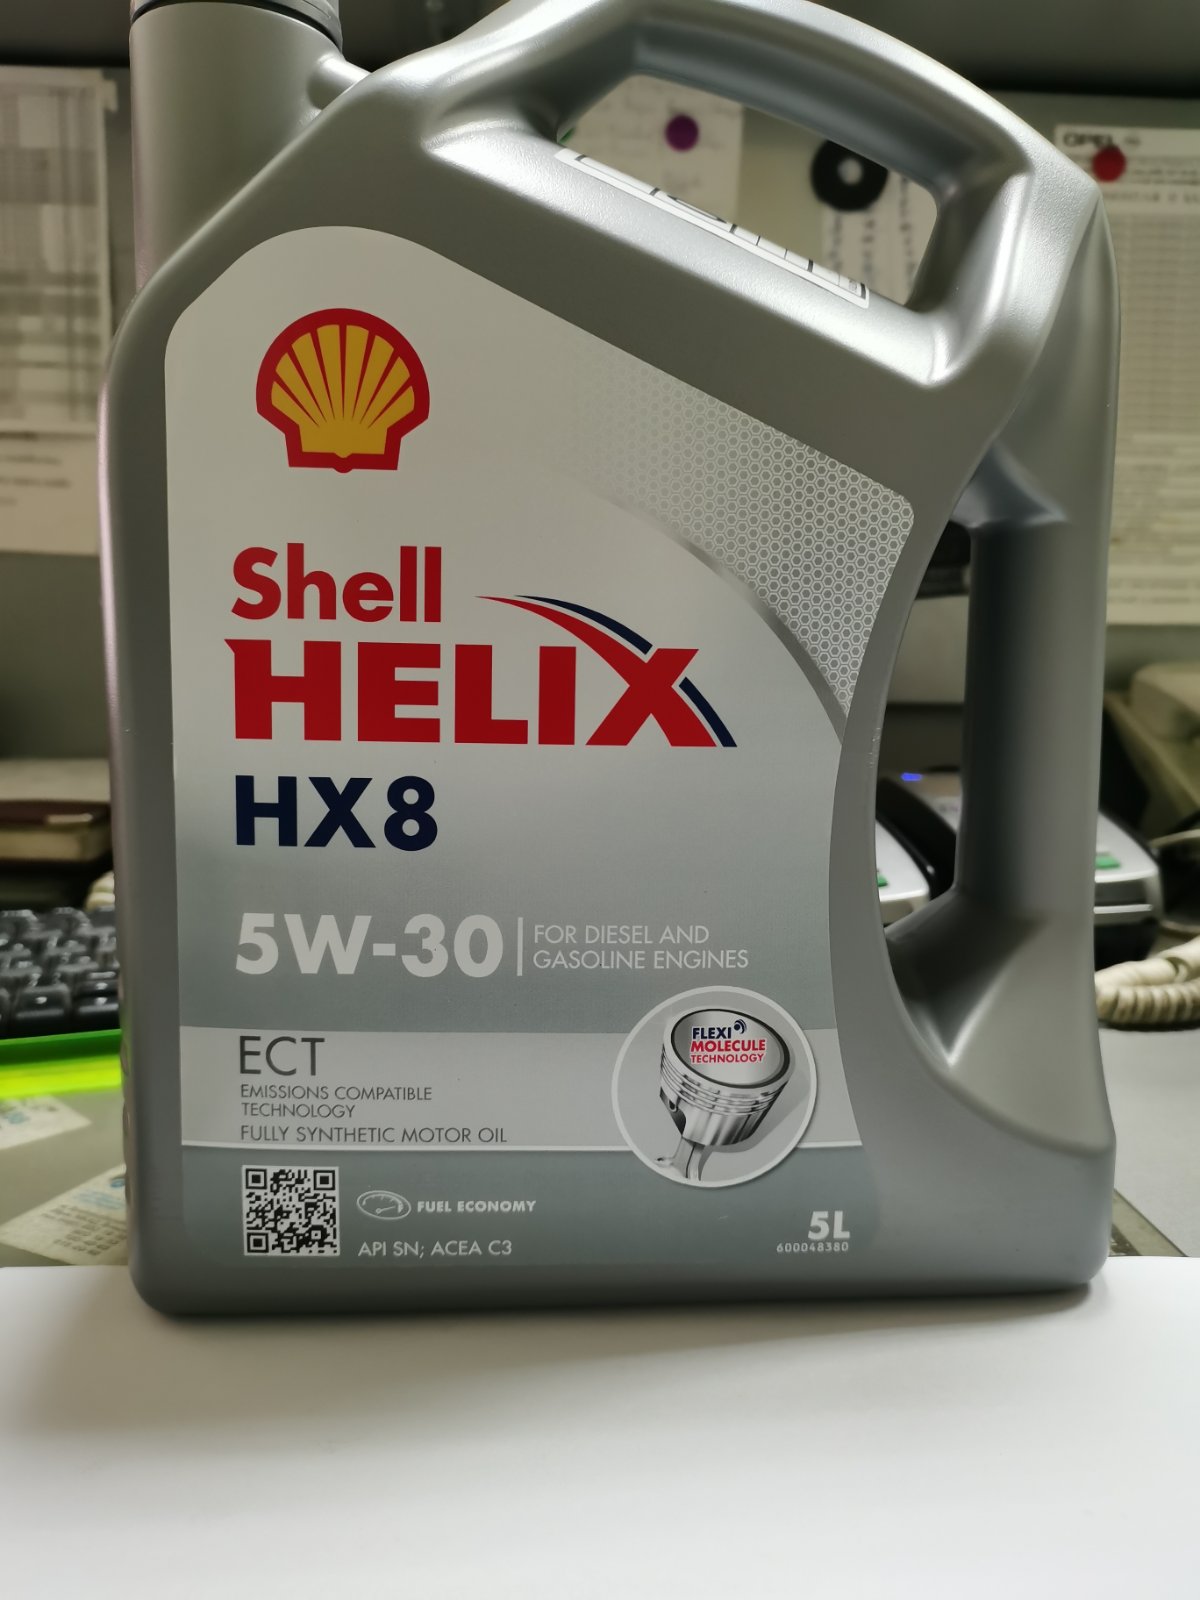 OPEL
Shell
HELIX
HX8
5W-30
FOR DIESEL AND
GASOLINE ENGINES
FLEXI
MOLECULE
TECHNOLOGY
ECT
EMISSIONS COMPATIBLE
TECHNOLOGY
FULLY SYNTHETIC MOTOR OIL
FUEL ECONOMY
API SN; ACEA C3
5L
600048380